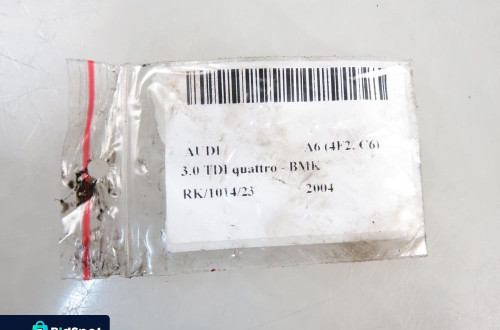 AUDI A6 (4F2, C6)
3.0 TDI quattro - BMK
RK/1014/23 2004